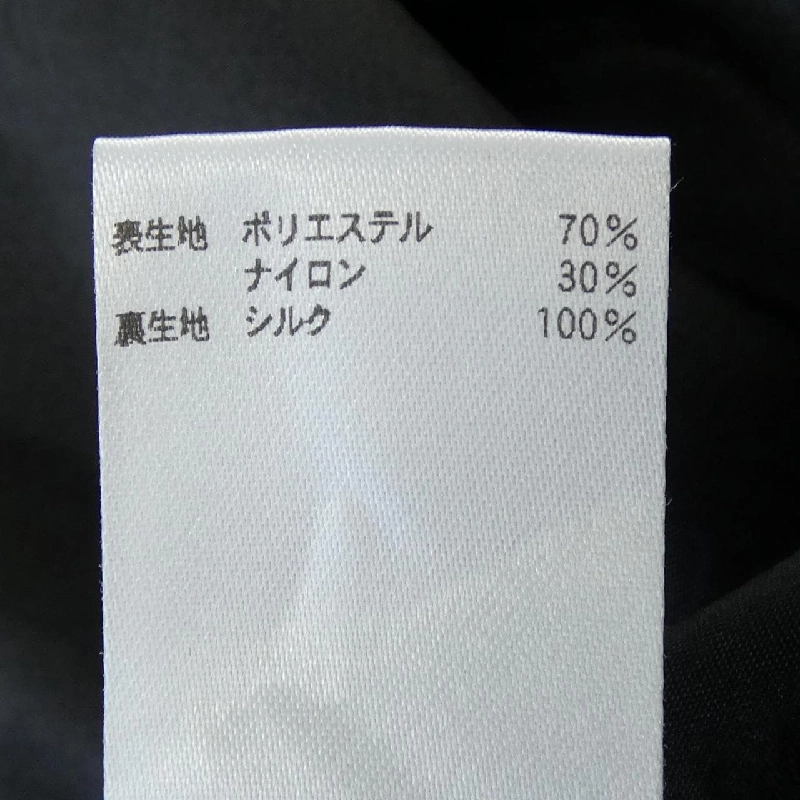 表生地 ポリエステル 70%
ナイロン 30%
裏生地 シルク 100%